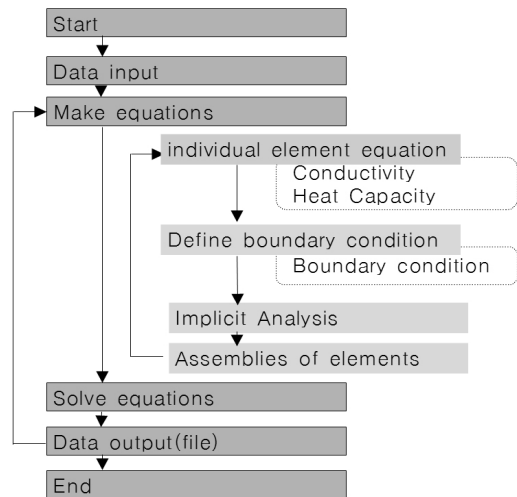 Start
Data input
Make equations
individual element equation
Conductivity
Heat Capacity
Define boundary condition
Boundary condition
Implicit Analysis
Assemblies of elements
Solve equations
Data output(file)
End